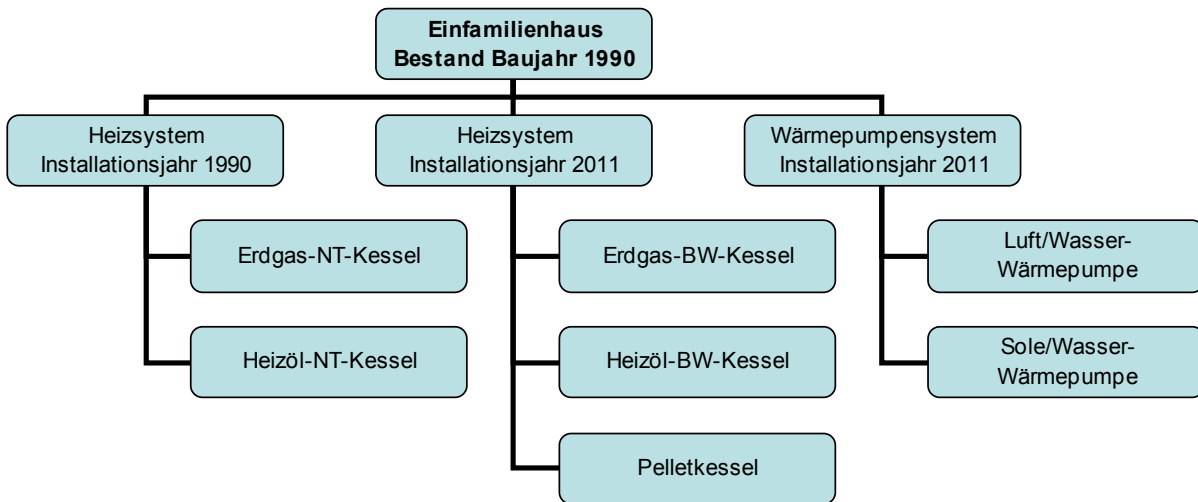 Einfamilienhaus
Bestand Baujahr 1990
Heizsystem
Installationsjahr 1990
Heizsystem
Installationsjahr 2011
Wärmepumpensystem
Installationsjahr 2011
Erdgas-NT-Kessel
Erdgas-BW-Kessel
Luft/Wasser-
Wärmepumpe
Heizöl-NT-Kessel
Heizöl-BW-Kessel
Sole/Wasser-
Wärmepumpe
Pelletkessel